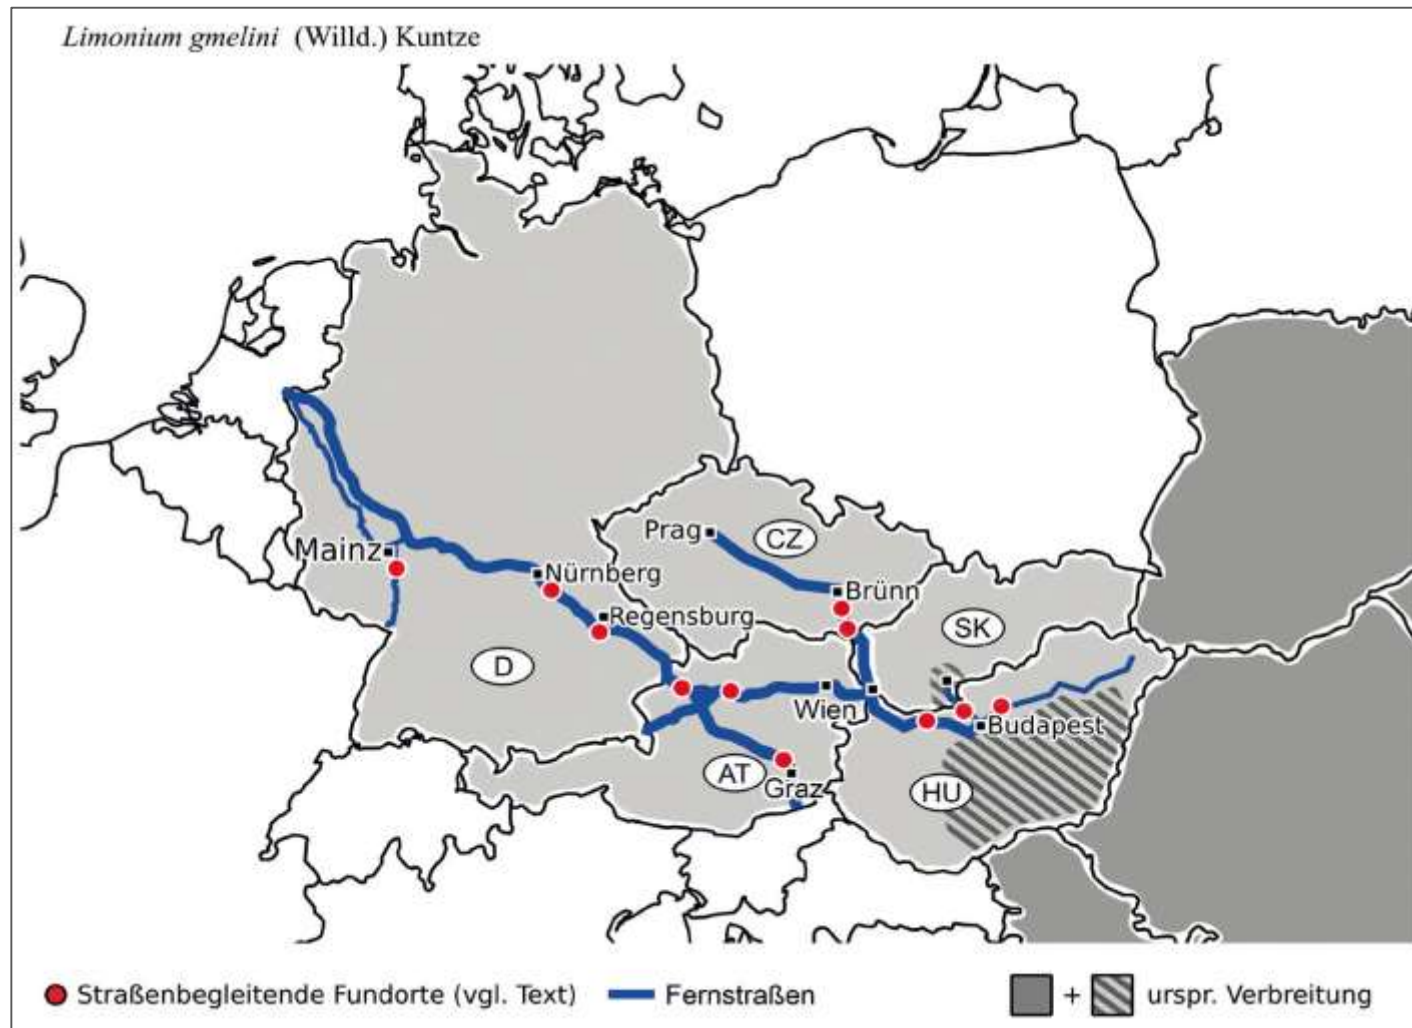 Limonium gmelini (Willd.) Kuntze
Prag
CZ
Mainz
Nürnberg
Brünn
Regensburg
SK
D
Wien
Budapest
AT
Graz
HU
Straßenbegleitende Fundorte (vgl. Text)
Fernstraßen
+
urspr. Verbreitung